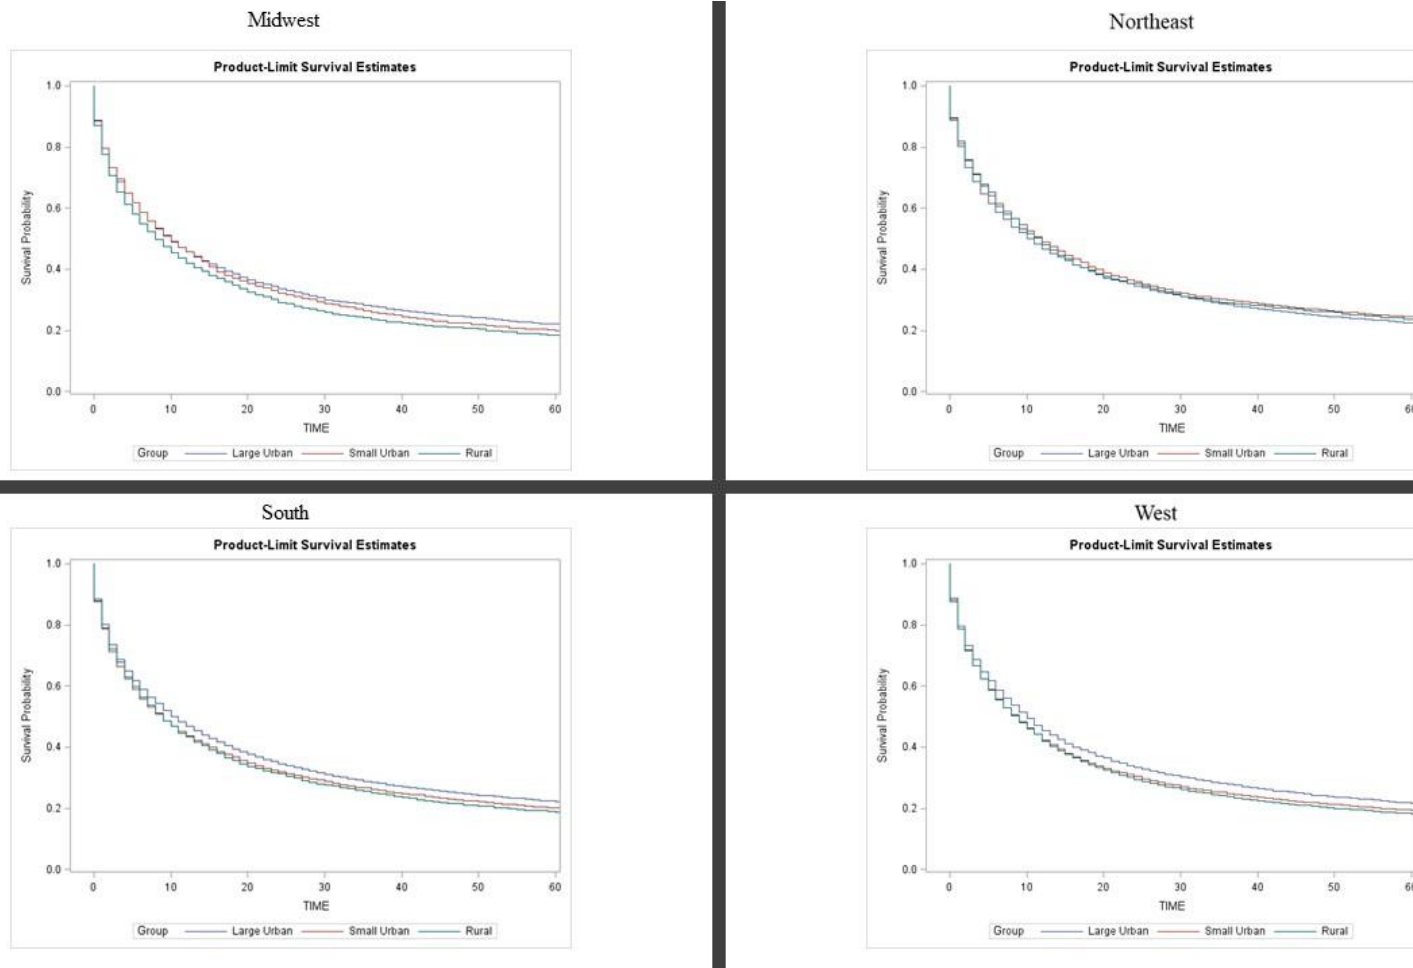 Midwest
Product-Limit Survival Estimates
1.0
0.8
0.6
0.4
0.2
0.0
Survival Probability
0 10 20 30 40 50 60
TIME
Group Large Urban Small Urban Rural
Northeast
Product-Limit Survival Estimates
1.0
0.8
0.6
0.4
0.2
0.0
Survival Probability
0 10 20 30 40 50
TIME
Group Large Urban Small Urban Rural
South
Product-Limit Survival Estimates
1.0
0.8
0.6
0.4
0.2
0.0
Survival Probability
0 10 20 30 40 50 60
TIME
Group Large Urban Small Urban Rural
West
Product-Limit Survival Estimates
1.0
0.8
0.6
0.4
0.2
0.0
Survival Probability
0 10 20 30 40 50
TIME
Group Large Urban Small Urban Rural